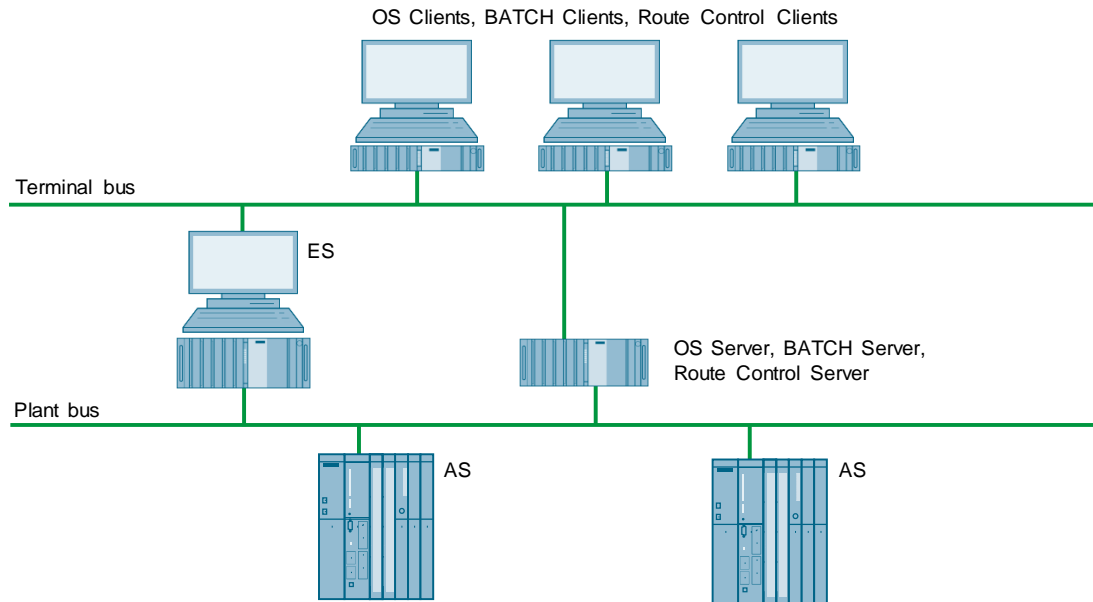 OS Clients, BATCH Clients, Route Control Clients
Terminal bus
ES
OS Server, BATCH Server,
Route Control Server
Plant bus
AS
AS